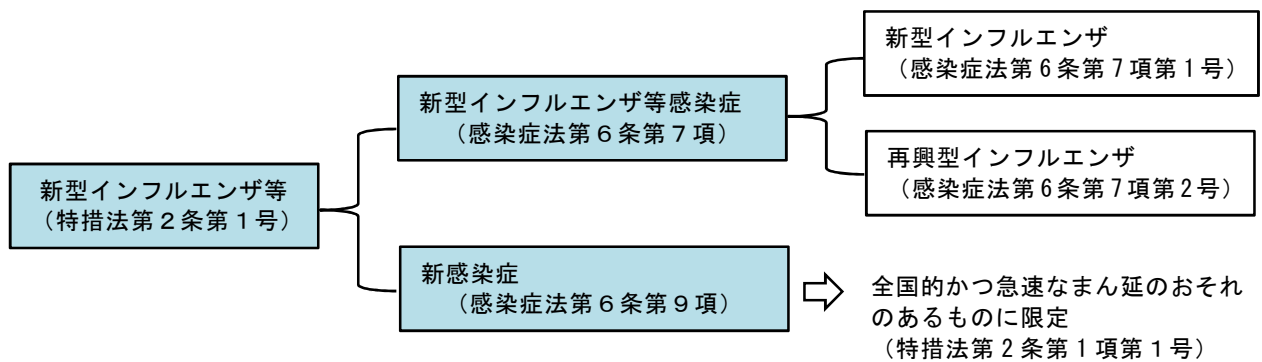 新型インフルエンザ等
（特措法第２条第１号）
新型インフルエンザ等感染症
（感染症法第６条第７項）
新感染症
（感染症法第６条第９項）
新型インフルエンザ
（感染症法第６条第７項第１号）
再興型インフルエンザ
（感染症法第６条第７項第２号）
全国的かつ急速なまん延のおそれ
のあるものに限定
（特措法第２条第１項第１号）